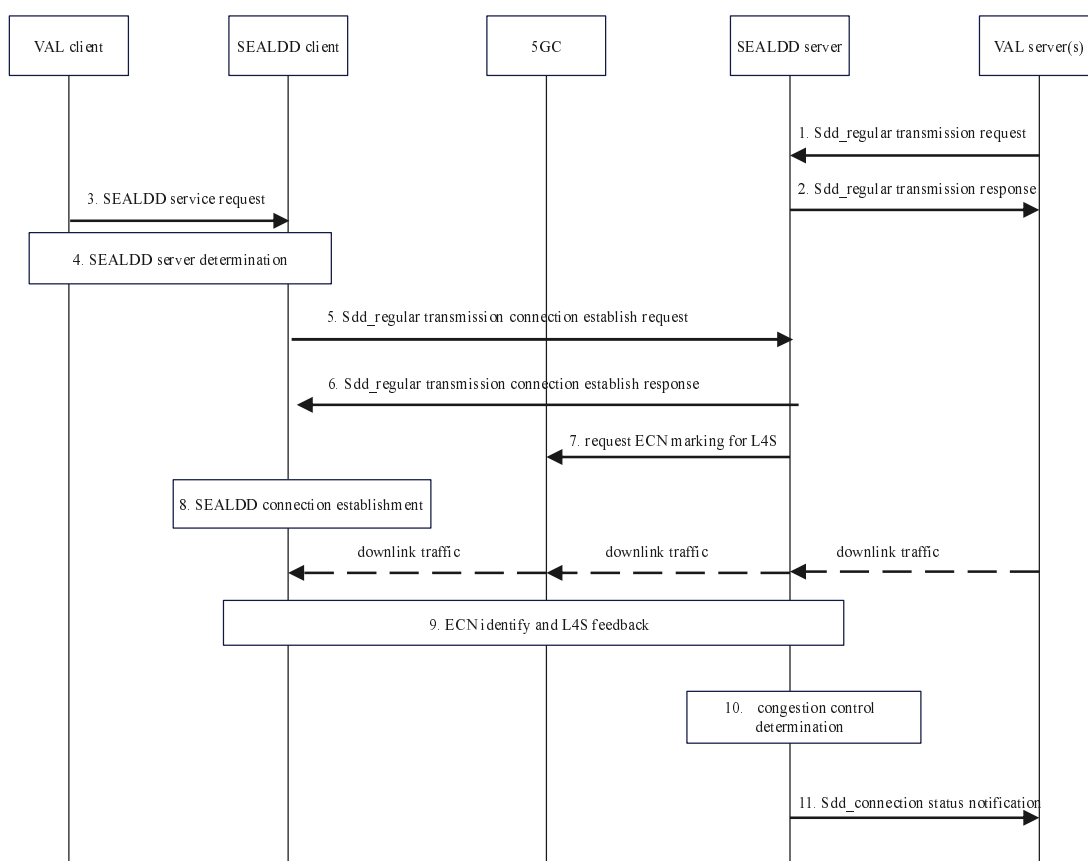 VAL client
SEALDD client
5GC
SEALDD server
VAL server(s)
1. Sdd_regular transmission request
2. Sdd_regular transmission response
3. SEALDD service request
4. SEALDD server determination
5. Sdd_regular transmission connection establish request
6. Sdd_regular transmission connection establish response
7. request ECN marking for L4S
8. SEALDD connection establishment
downlink traffic
downlink traffic
downlink traffic
9. ECN identify and L4S feedback
10. congestion control
determination
11. Sdd_connection status notification